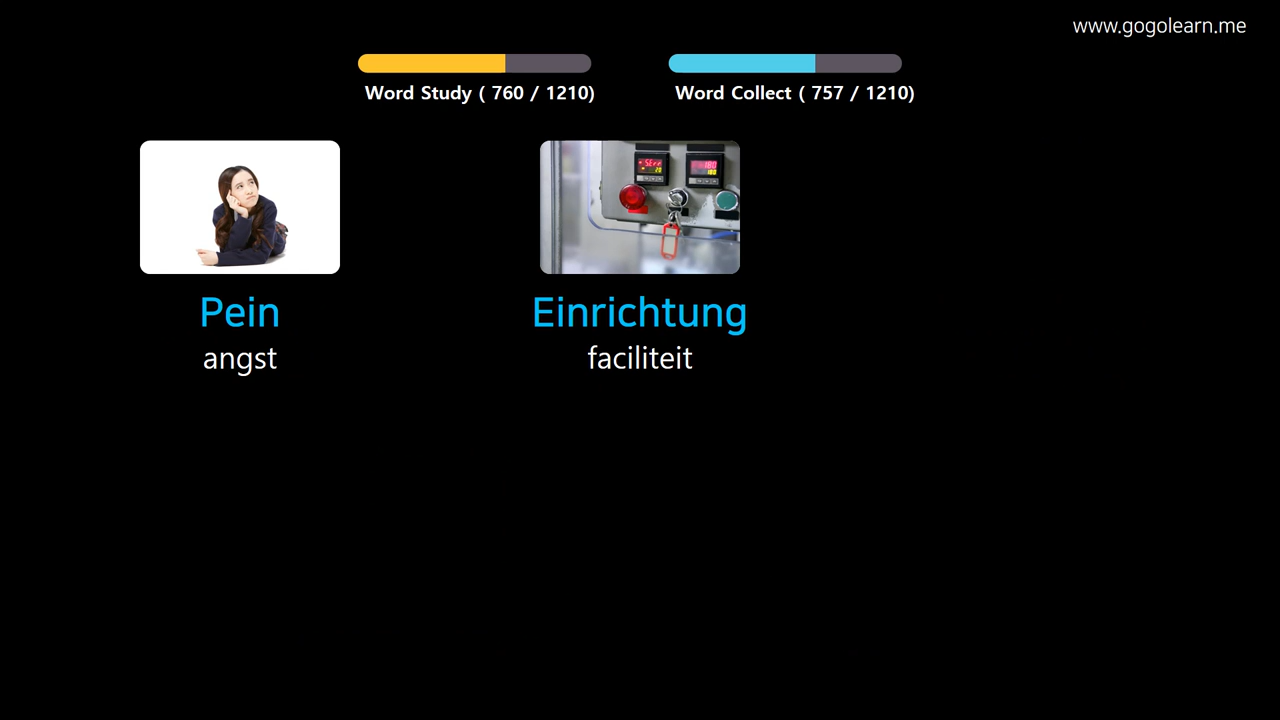 www.gogolearn.me
Word Study ( 760 / 1210)
Word Collect ( 757 / 1210)
Pein
angst
Einrichtung
faciliteit